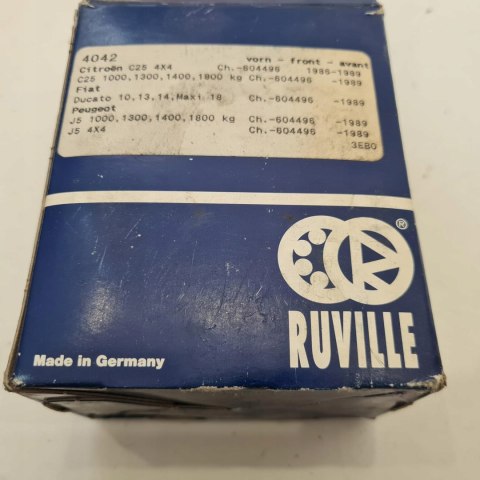 4042 vorn - front - avant
Citroën C25 4X4 Ch.-604496 1986-1989
C25 1000,1300,1400,1800 kg Ch.-604496 -1989
Fiat
Ducato 10,13,14,Maxi 18 Ch.-604496 -1989
Peugeot
J5 1000,1300,1400,1800 kg Ch.-604496 -1989
J5 4X4 Ch.-604496 -1989
3EB0
®
RUVILLE
Made in Germany